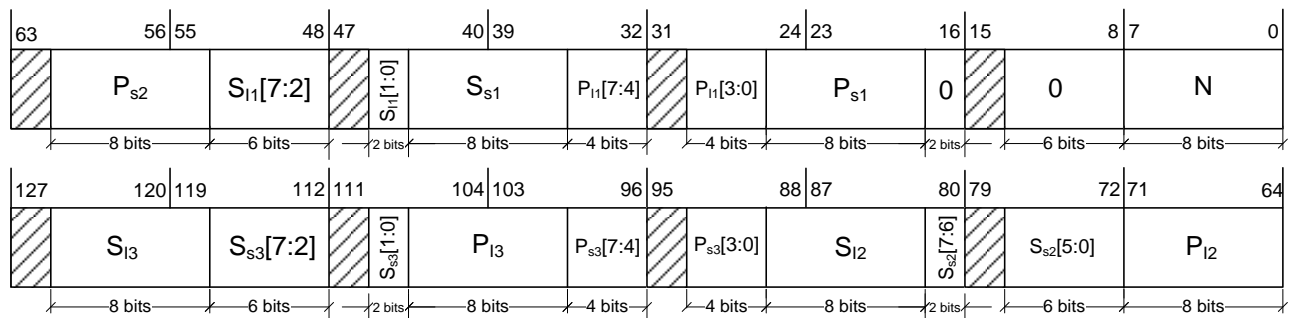 63 56 55 48 47 40 39 32 31 24 23 16 15 8 7 0
Ps2 Sl1[7:2] Sl1[1:0] Ss1 Pl1[7:4] Pl1[3:0] Ps1 0 0 N
8 bits 6 bits 2 bits 8 bits 4 bits 4 bits 8 bits 2 bits 6 bits 8 bits
127 120 119 112 111 104 103 96 95 88 87 80 79 72 71 64
Sl3 Ss3[7:2] Ss3[1:0] Pl3 Ps3[7:4] Ps3[3:0] Sl2 Ss2[7:6] Ss2[5:0] Pl2
8 bits 6 bits 2 bits 8 bits 4 bits 4 bits 8 bits 2 bits 6 bits 8 bits